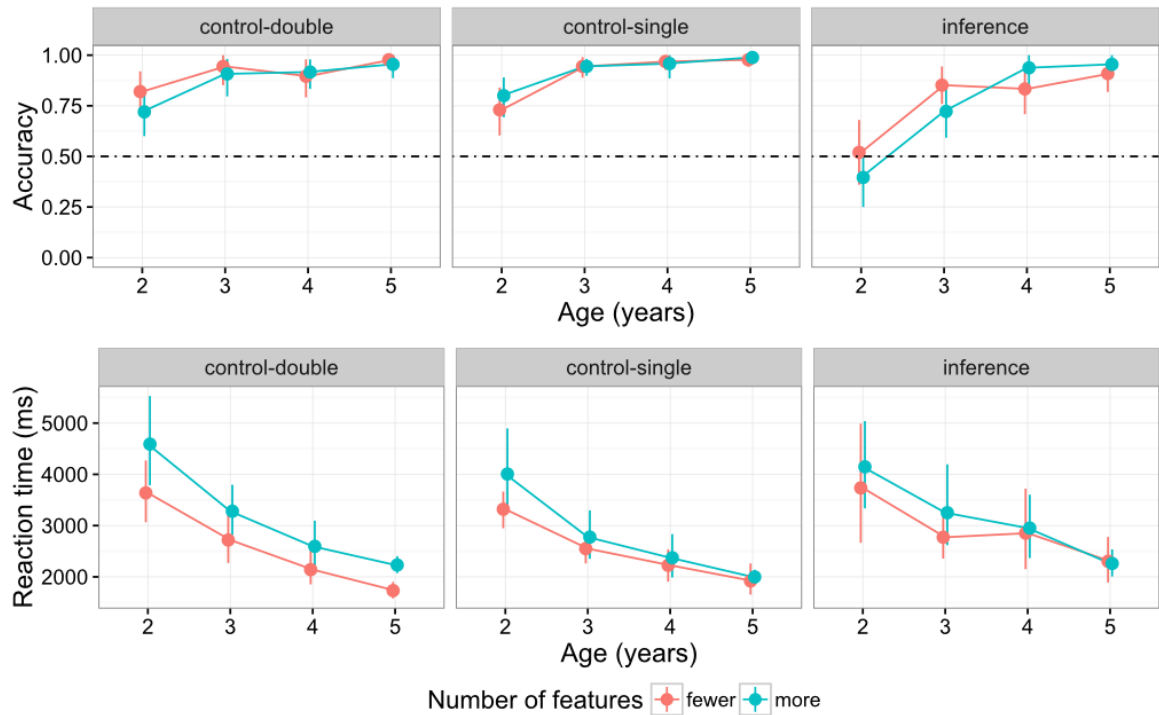 control-double control-single inference
Accuracy
1.00
0.75
0.50
0.25
0.00
2 3 4 5 2 3 4 5 2 3 4 5
Age (years)
control-double control-single inference
Reaction time (ms)
5000
4000
3000
2000
2 3 4 5 2 3 4 5 2 3 4 5
Age (years)
Number of features fewer more